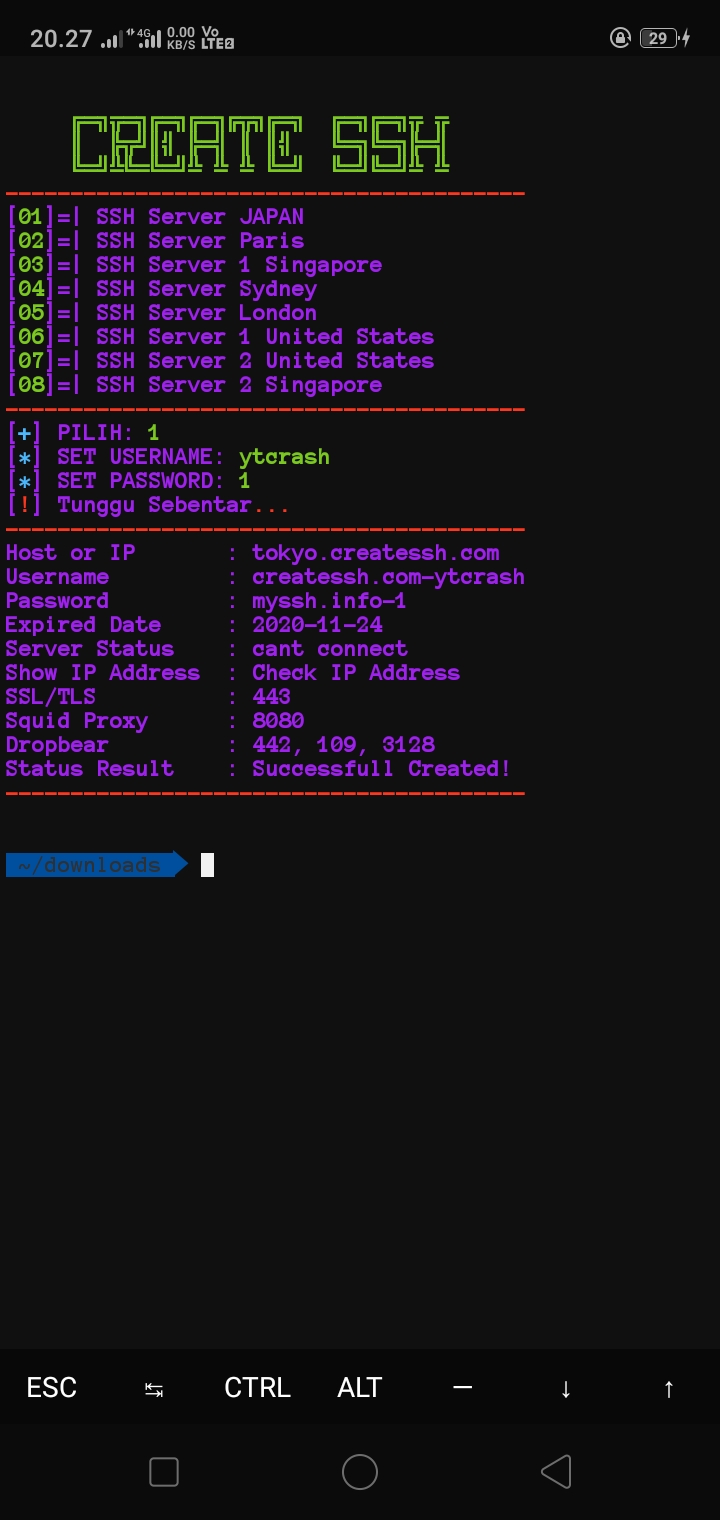 20.27 4G 0.00 KB/S Vo LTE2 29
CREATE SSH
----------------------------------------
[01]=| SSH Server JAPAN
[02]=| SSH Server Paris
[03]=| SSH Server 1 Singapore
[04]=| SSH Server Sydney
[05]=| SSH Server London
[06]=| SSH Server 1 United States
[07]=| SSH Server 2 United States
[08]=| SSH Server 2 Singapore
----------------------------------------
[+] PILIH: 1
[*] SET USERNAME: ytcrash
[*] SET PASSWORD: 1
[!] Tunggu Sebentar...
----------------------------------------
Host or IP : tokyo.createssh.com
Username : createssh.com-ytcrash
Password : myssh.info-1
Expired Date : 2020-11-24
Server Status : cant connect
Show IP Address : Check IP Address
SSL/TLS : 443
Squid Proxy : 8080
Dropbear : 442, 109, 3128
Status Result : Successfull Created!
----------------------------------------
~/downloads
ESC ↹ CTRL ALT — ↓ ↑